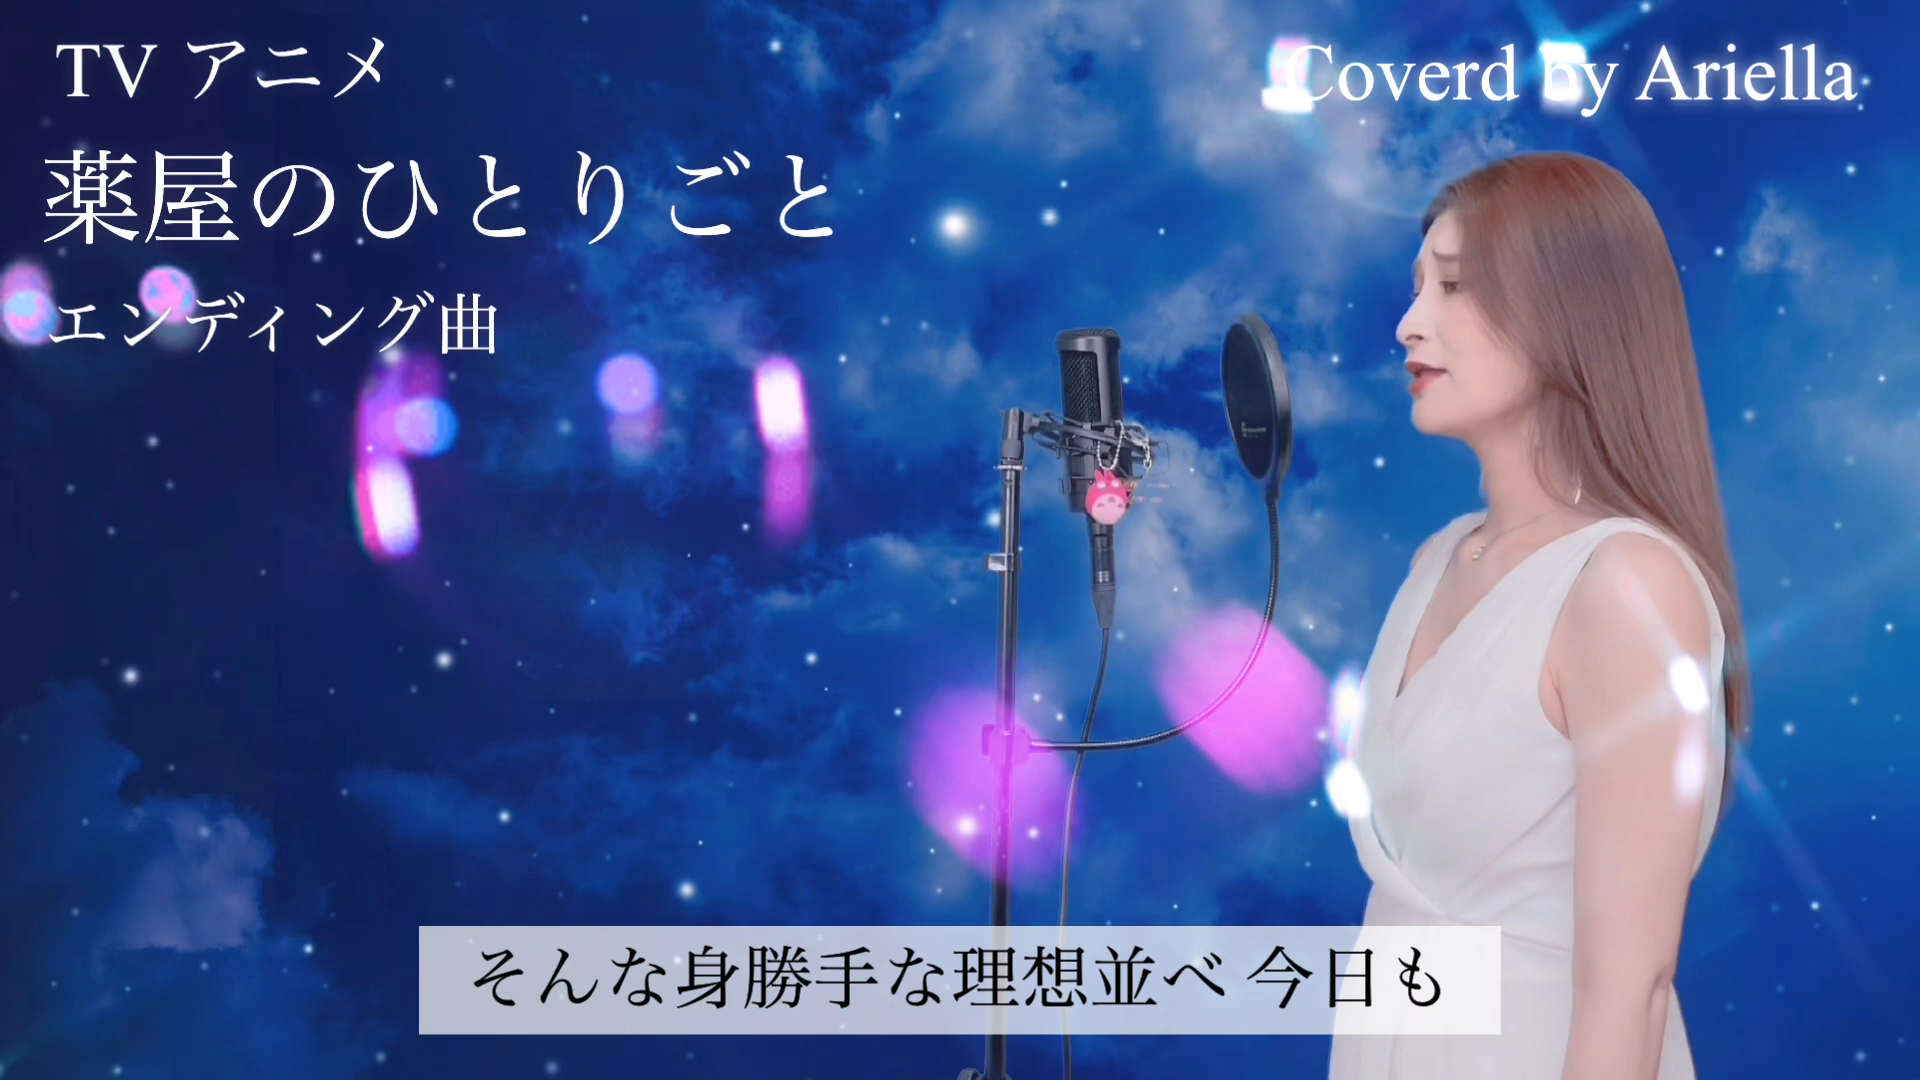 TV アニメ
薬屋のひとりごと
エンディング曲
Coverd by Ariella
そんな身勝手な理想並べ 今日も